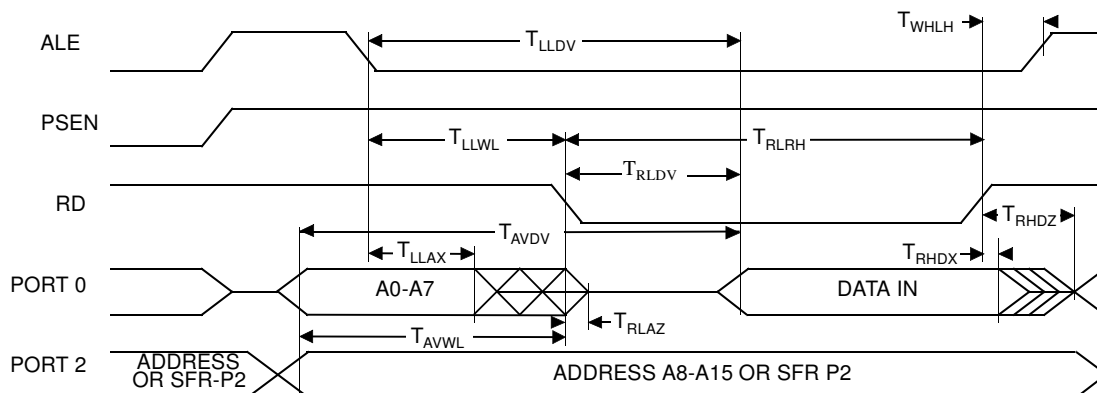 T_WHLH
ALE
T_LLDV
PSEN
T_LLWL
T_RLRH
T_RLDV
RD
T_RHDZ
T_AVDV
T_LLAX
T_RHDX
PORT 0
A0-A7
DATA IN
T_RLAZ
T_AVWL
PORT 2
ADDRESS
OR SFR-P2
ADDRESS A8-A15 OR SFR P2